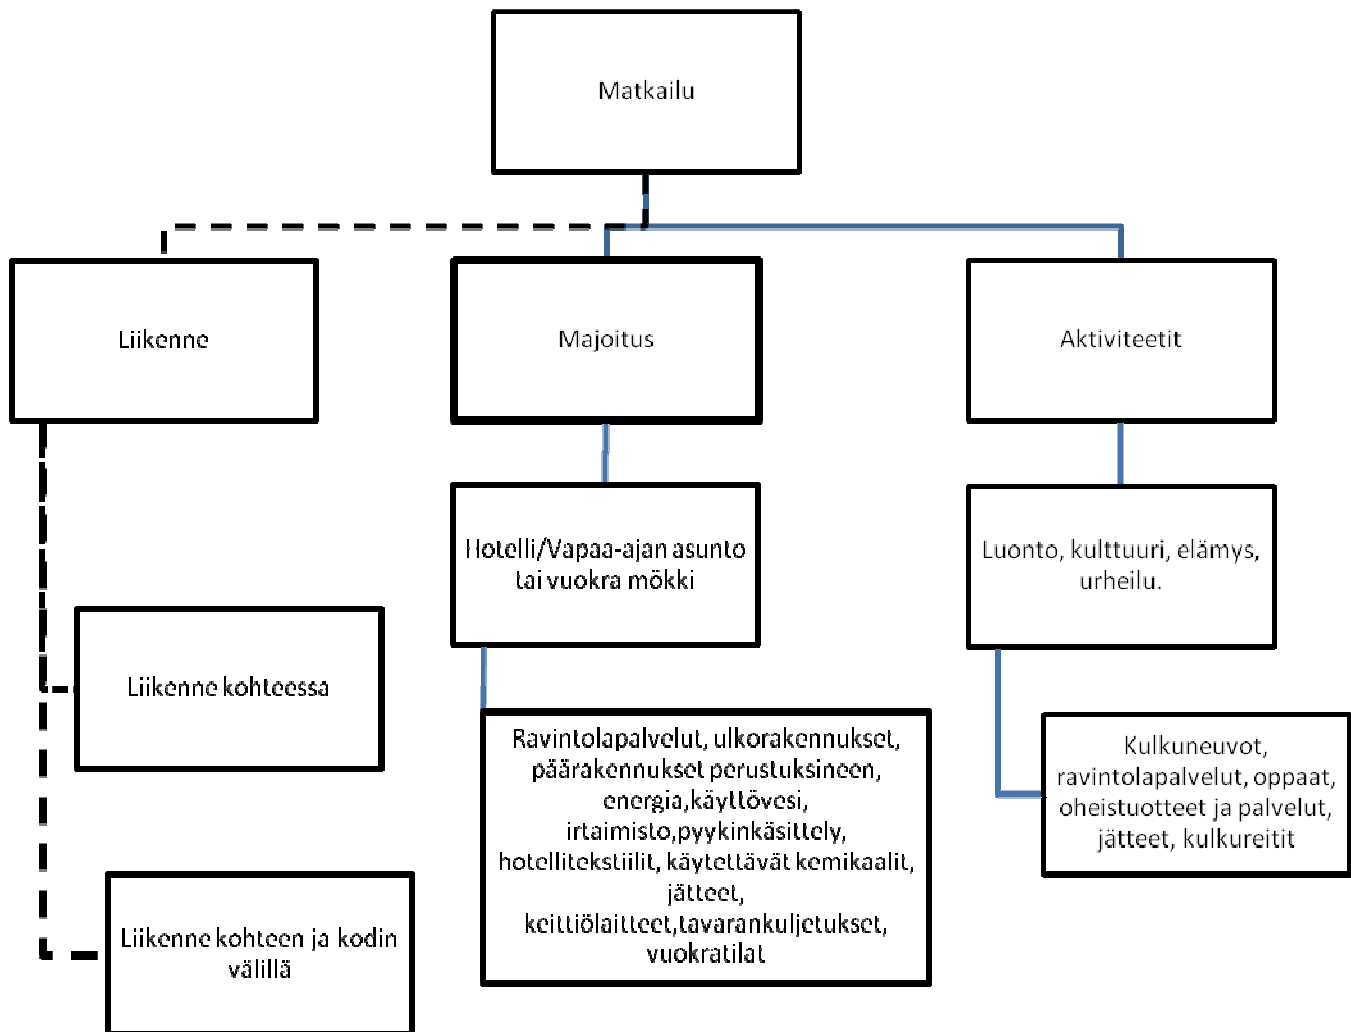 Matkailu
Liikenne
Majoitus
Aktiviteetit
Hotelli/Vapaa-ajan asunto
tai vuokra mökki
Luonto, kulttuuri, elämys,
urheilu.
Liikenne kohteessa
Ravintolapalvelut, ulkorakennukset,
päärakennukset perustuksineen,
energia,käyttövesi,
irtaimisto,pyykinkäsittely,
hotellitekstiilit, käytettävät kemikaalit,
jätteet,
keittiölaitteet,tavarankuljetukset,
vuokratilat
Kulkuneuvot,
ravintolapalvelut, oppaat,
oheistuotteet ja palvelut,
jätteet, kulkureitit
Liikenne kohteen ja kodin
välillä